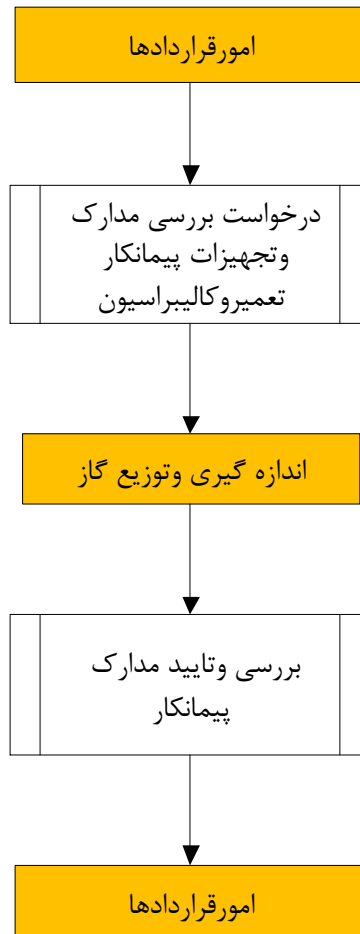 امورقراردادها
درخواست بررسی مدارک
وتجهیزات پیمانکار
تعمیروکالیبراسیون
اندازه گیری وتوزیع گاز
بررسی وتایید مدارک
پیمانکار
امورقراردادها